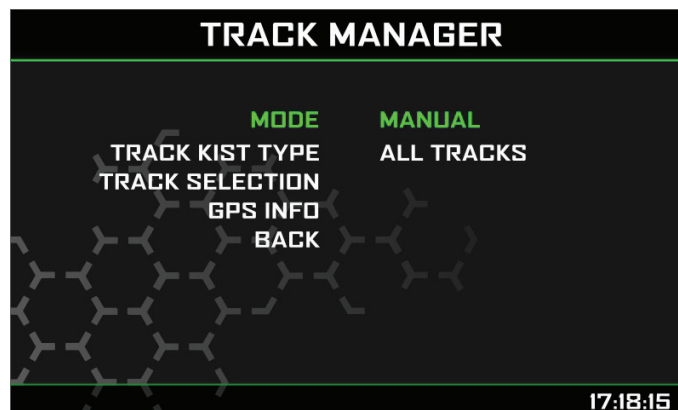 TRACK MANAGER
MODE MANUAL
TRACK KIST TYPE ALL TRACKS
TRACK SELECTION
GPS INFO
BACK
17:18:15